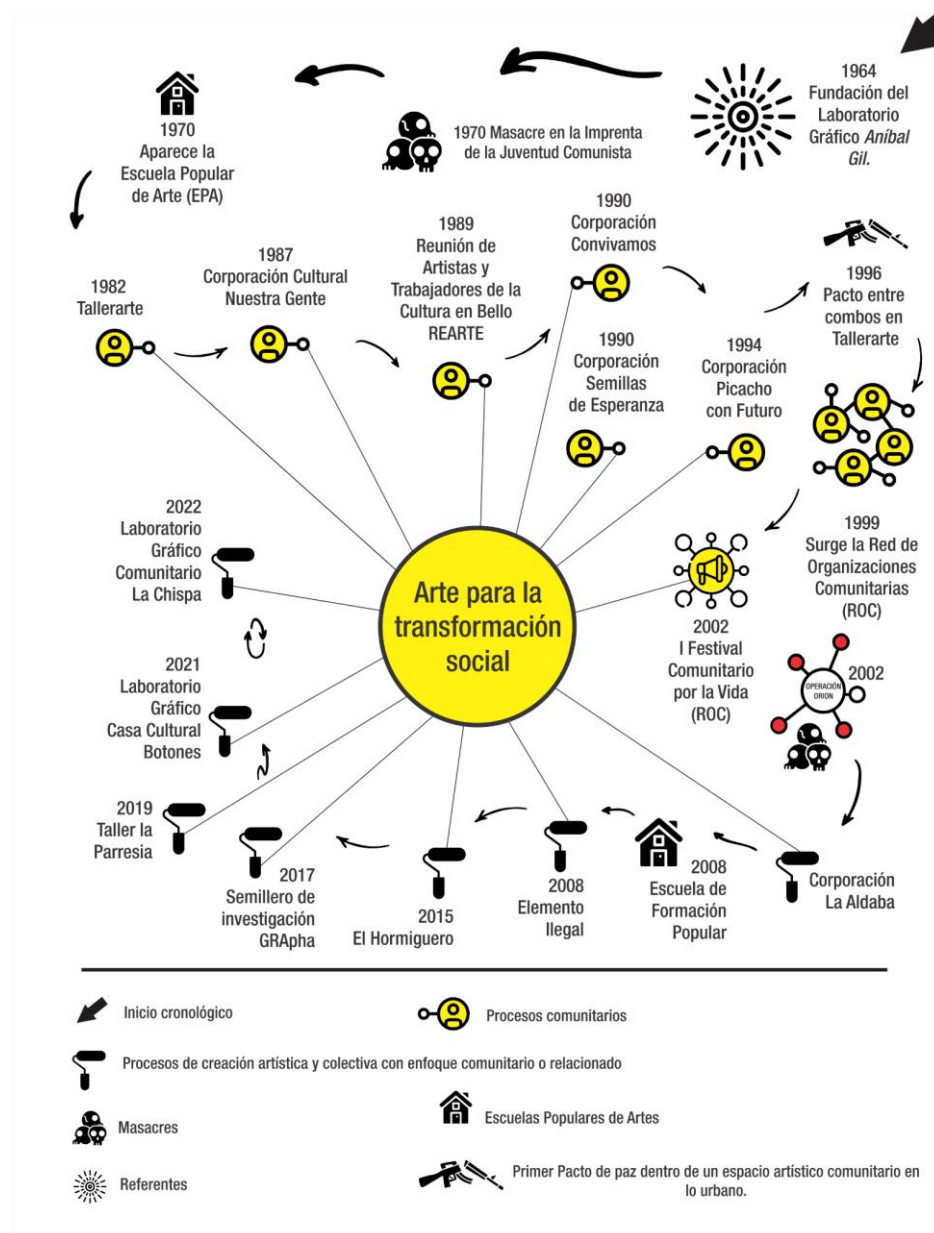 1964
Fundación del
Laboratorio
Gráfico Aníbal
Gil.
1970 Masacre en la Imprenta
de la Juventud Comunista
1970
Aparece la
Escuela Popular
de Arte (EPA)
1982
Tallerarte
1987
Corporación Cultural
Nuestra Gente
1989
Reunión de
Artistas y
Trabajadores de la
Cultura en Bello
REARTE
1990
Corporación
Convivamos
1990
Corporación
Semillas
de Esperanza
1994
Corporación
Picacho
con Futuro
1996
Pacto entre
combos en
Tallerarte
1999
Surge la Red de
Organizaciones
Comunitarias
(ROC)
2002
I Festival
Comunitario
por la Vida
(ROC)
OPERACIÓN
ORION
2002
Corporación
La Aldaba
2008
Escuela de
Formación
Popular
2008
Elemento
Ilegal
2015
El Hormiguero
2017
Semillero de
investigación
GRApha
2019
Taller la
Parresia
2021
Laboratorio
Gráfico
Casa Cultural
Botones
2022
Laboratorio
Gráfico
Comunitario
La Chispa
Arte para la
transformación
social
Inicio cronológico
Procesos comunitarios
Procesos de creación artística y colectiva con enfoque comunitario o relacionado
Masacres
Escuelas Populares de Artes
Referentes
Primer Pacto de paz dentro de un espacio artístico comunitario en
lo urbano.